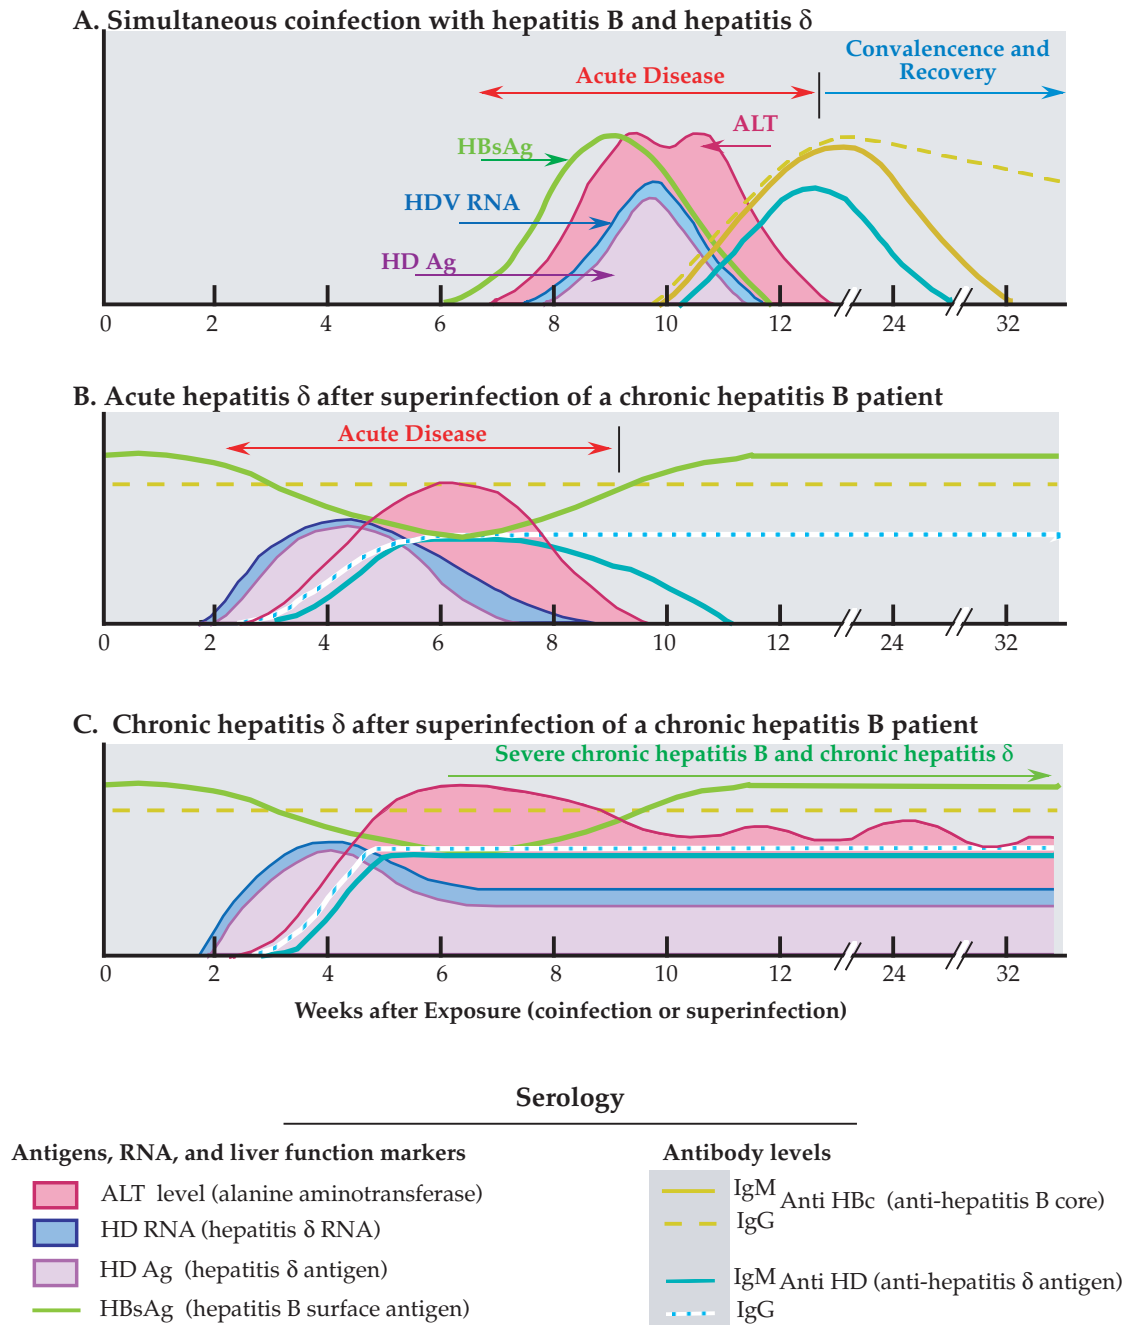 A. Simultaneous coinfection with hepatitis B and hepatitis δ
Convalencence and
Recovery
Acute Disease
ALT
HBsAg
HDV RNA
HD Ag
0 2 4 6 8 10 12 24 32
B. Acute hepatitis δ after superinfection of a chronic hepatitis B patient
Acute Disease
0 2 4 6 8 10 12 24 32
C. Chronic hepatitis δ after superinfection of a chronic hepatitis B patient
Severe chronic hepatitis B and chronic hepatitis δ
0 2 4 6 8 10 12 24 32
Weeks after Exposure (coinfection or superinfection)
Serology
Antigens, RNA, and liver function markers
ALT level (alanine aminotransferase)
HD RNA (hepatitis δ RNA)
HD Ag (hepatitis δ antigen)
HBsAg (hepatitis B surface antigen)
Antibody levels
IgM
Anti HBc (anti-hepatitis B core)
IgG
IgM
Anti HD (anti-hepatitis δ antigen)
IgG